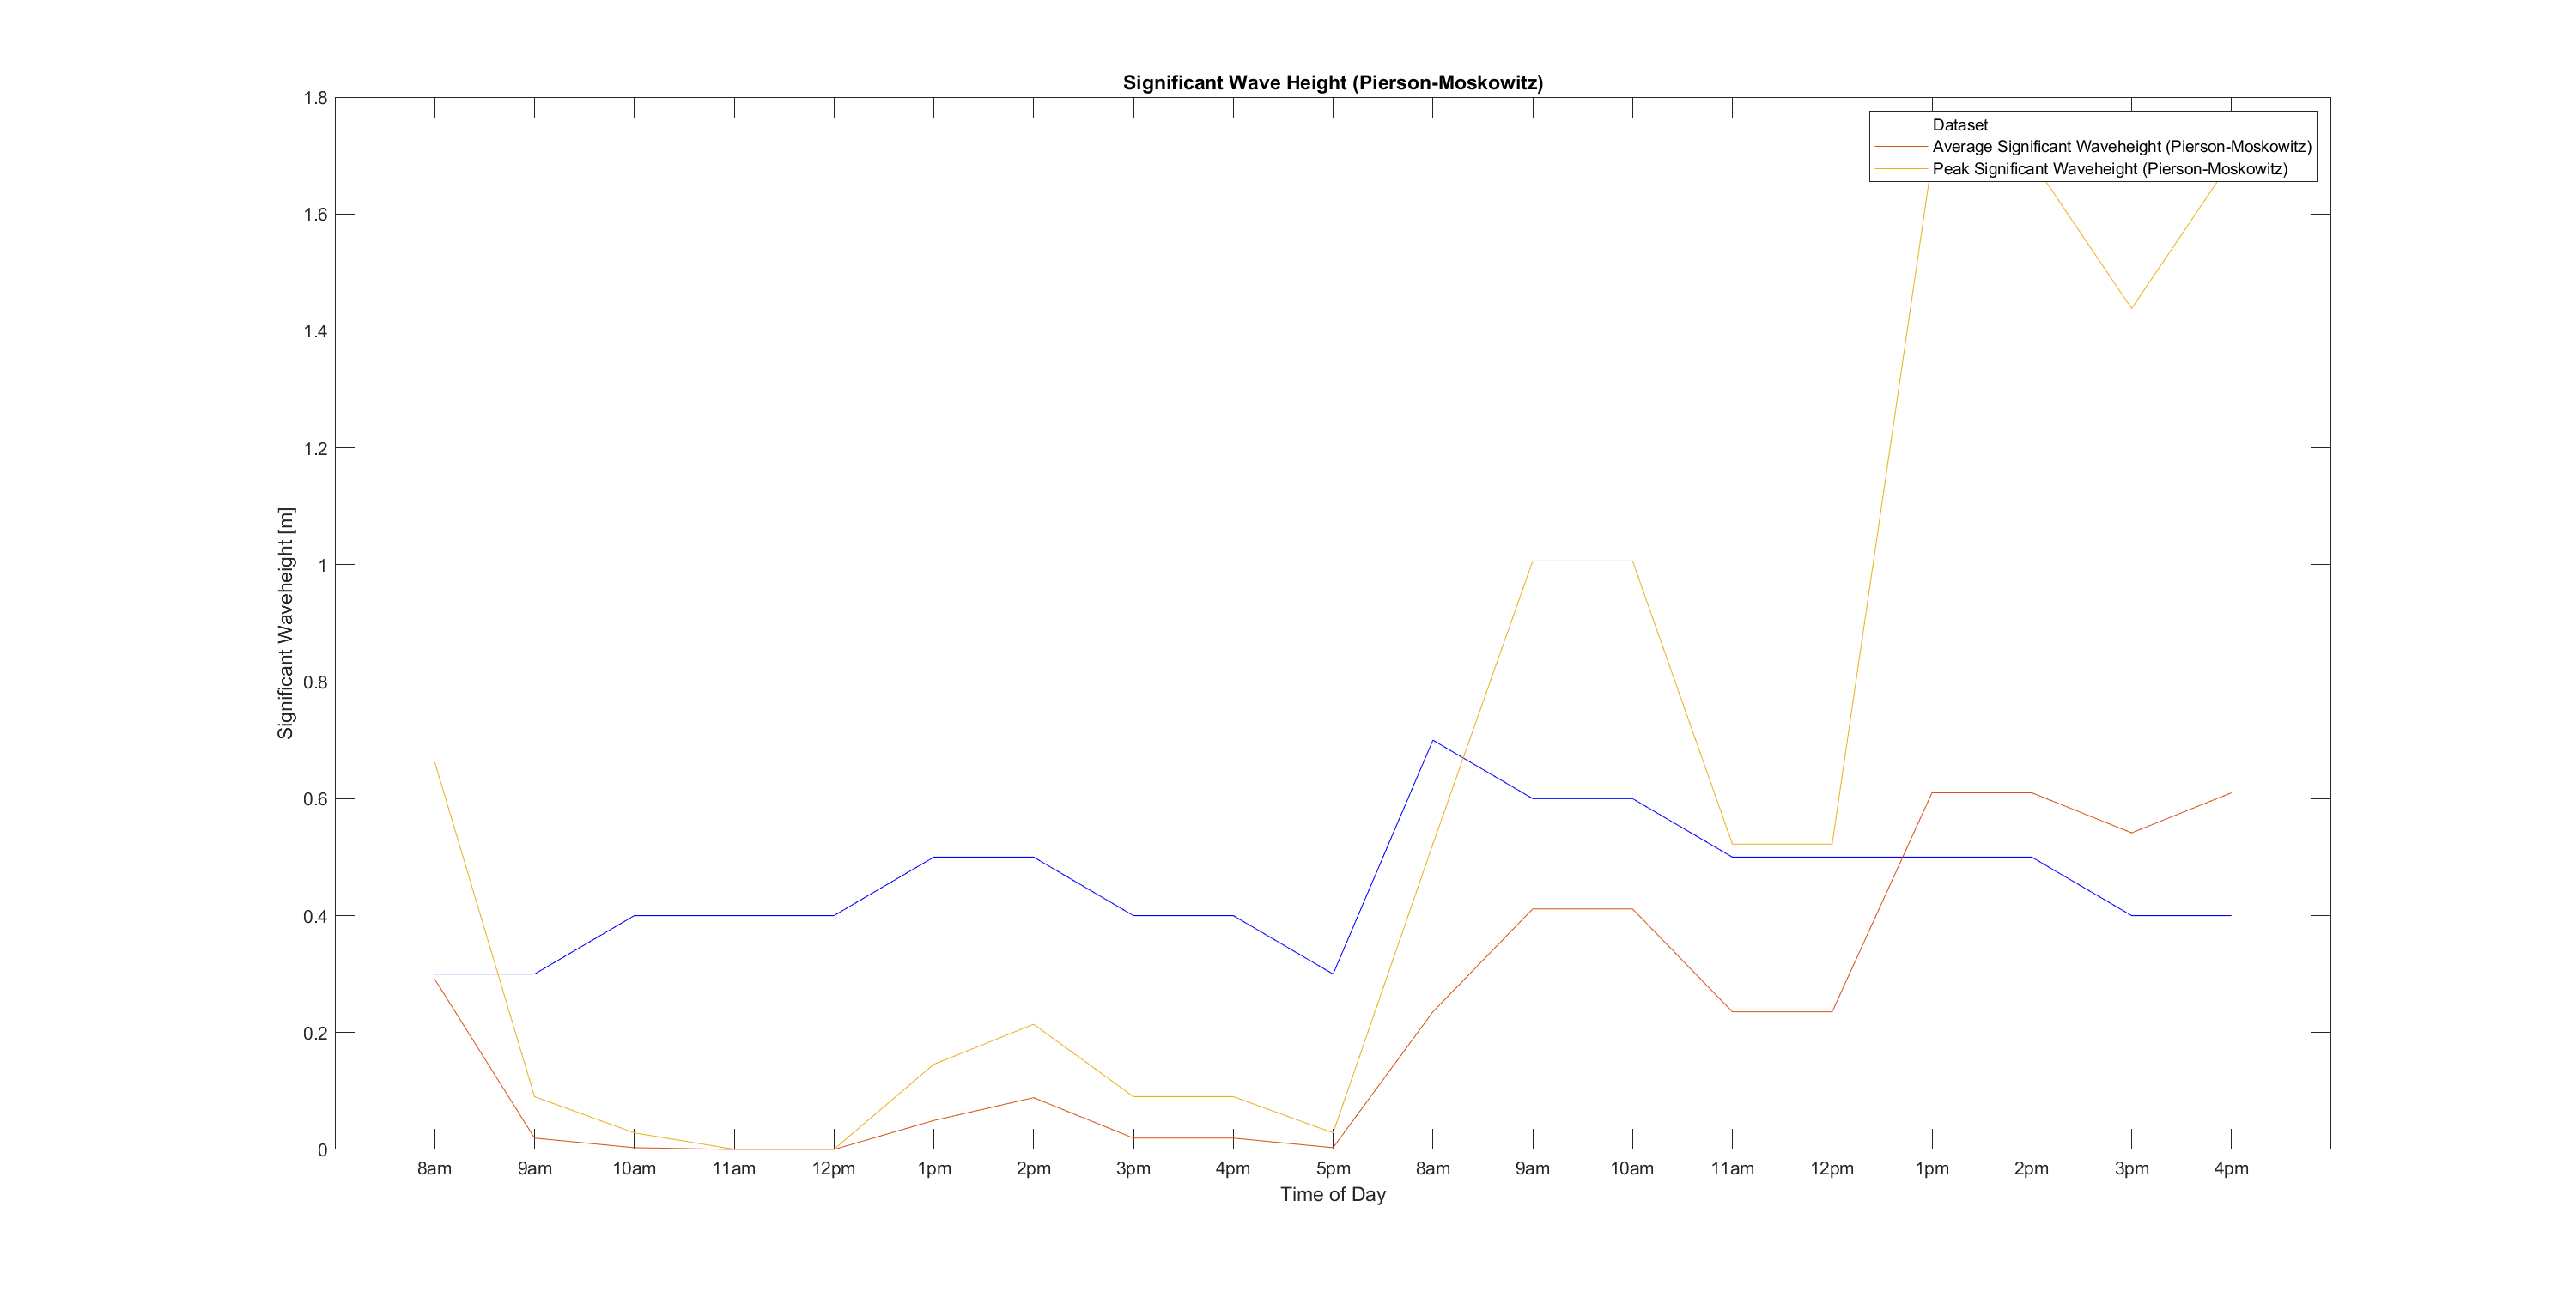 Significant Wave Height (Pierson-Moskowitz)
Dataset
Average Significant Waveheight (Pierson-Moskowitz)
Peak Significant Waveheight (Pierson-Moskowitz)
1.8
1.6
1.4
1.2
1
0.8
0.6
0.4
0.2
0
Significant Waveheight [m]
8am 9am 10am 11am 12pm 1pm 2pm 3pm 4pm 5pm 8am 9am 10am 11am 12pm 1pm 2pm 3pm 4pm
Time of Day